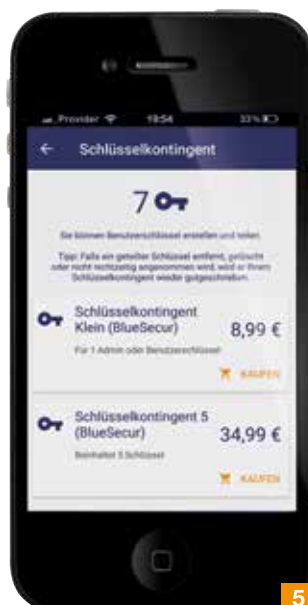 Provider 19:54 33%
← Schlüsselkontingent
7
Sie können Benutzerschlüssel erstellen und teilen.
Tipp: Falls ein geteilter Schlüssel entfernt, gelöscht
oder nicht rechtzeitig angenommen wird, wird er Ihrem
Schlüsselkontingent wieder gutgeschrieben.
Schlüsselkontingent
Klein (BlueSecur)
8,99 €
Für 1 Admin oder Benutzerschlüssel
KAUFEN
Schlüsselkontingent 5
(BlueSecur)
34,99 €
Beinhaltet 5 Schlüssel
KAUFEN
5